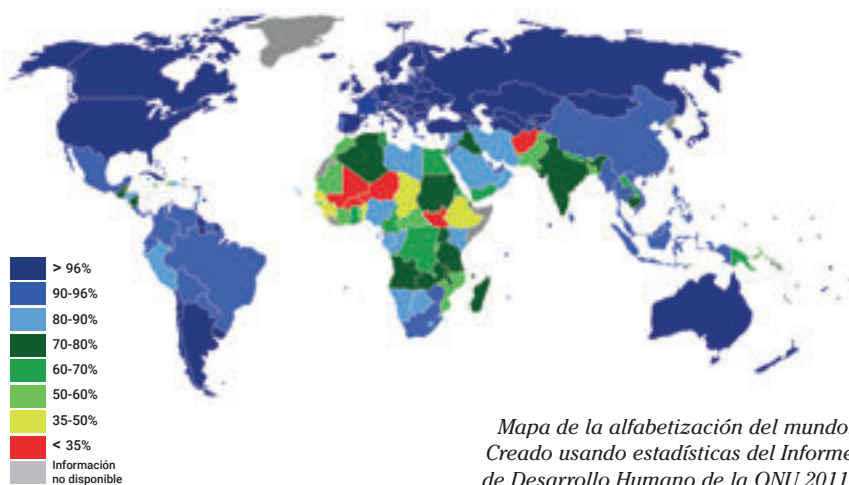 > 96%
90-96%
80-90%
70-80%
60-70%
50-60%
35-50%
< 35%
Información
no disponible
Mapa de la alfabetización del mundo.
Creado usando estadísticas del Informe
de Desarrollo Humano de la ONU 2011